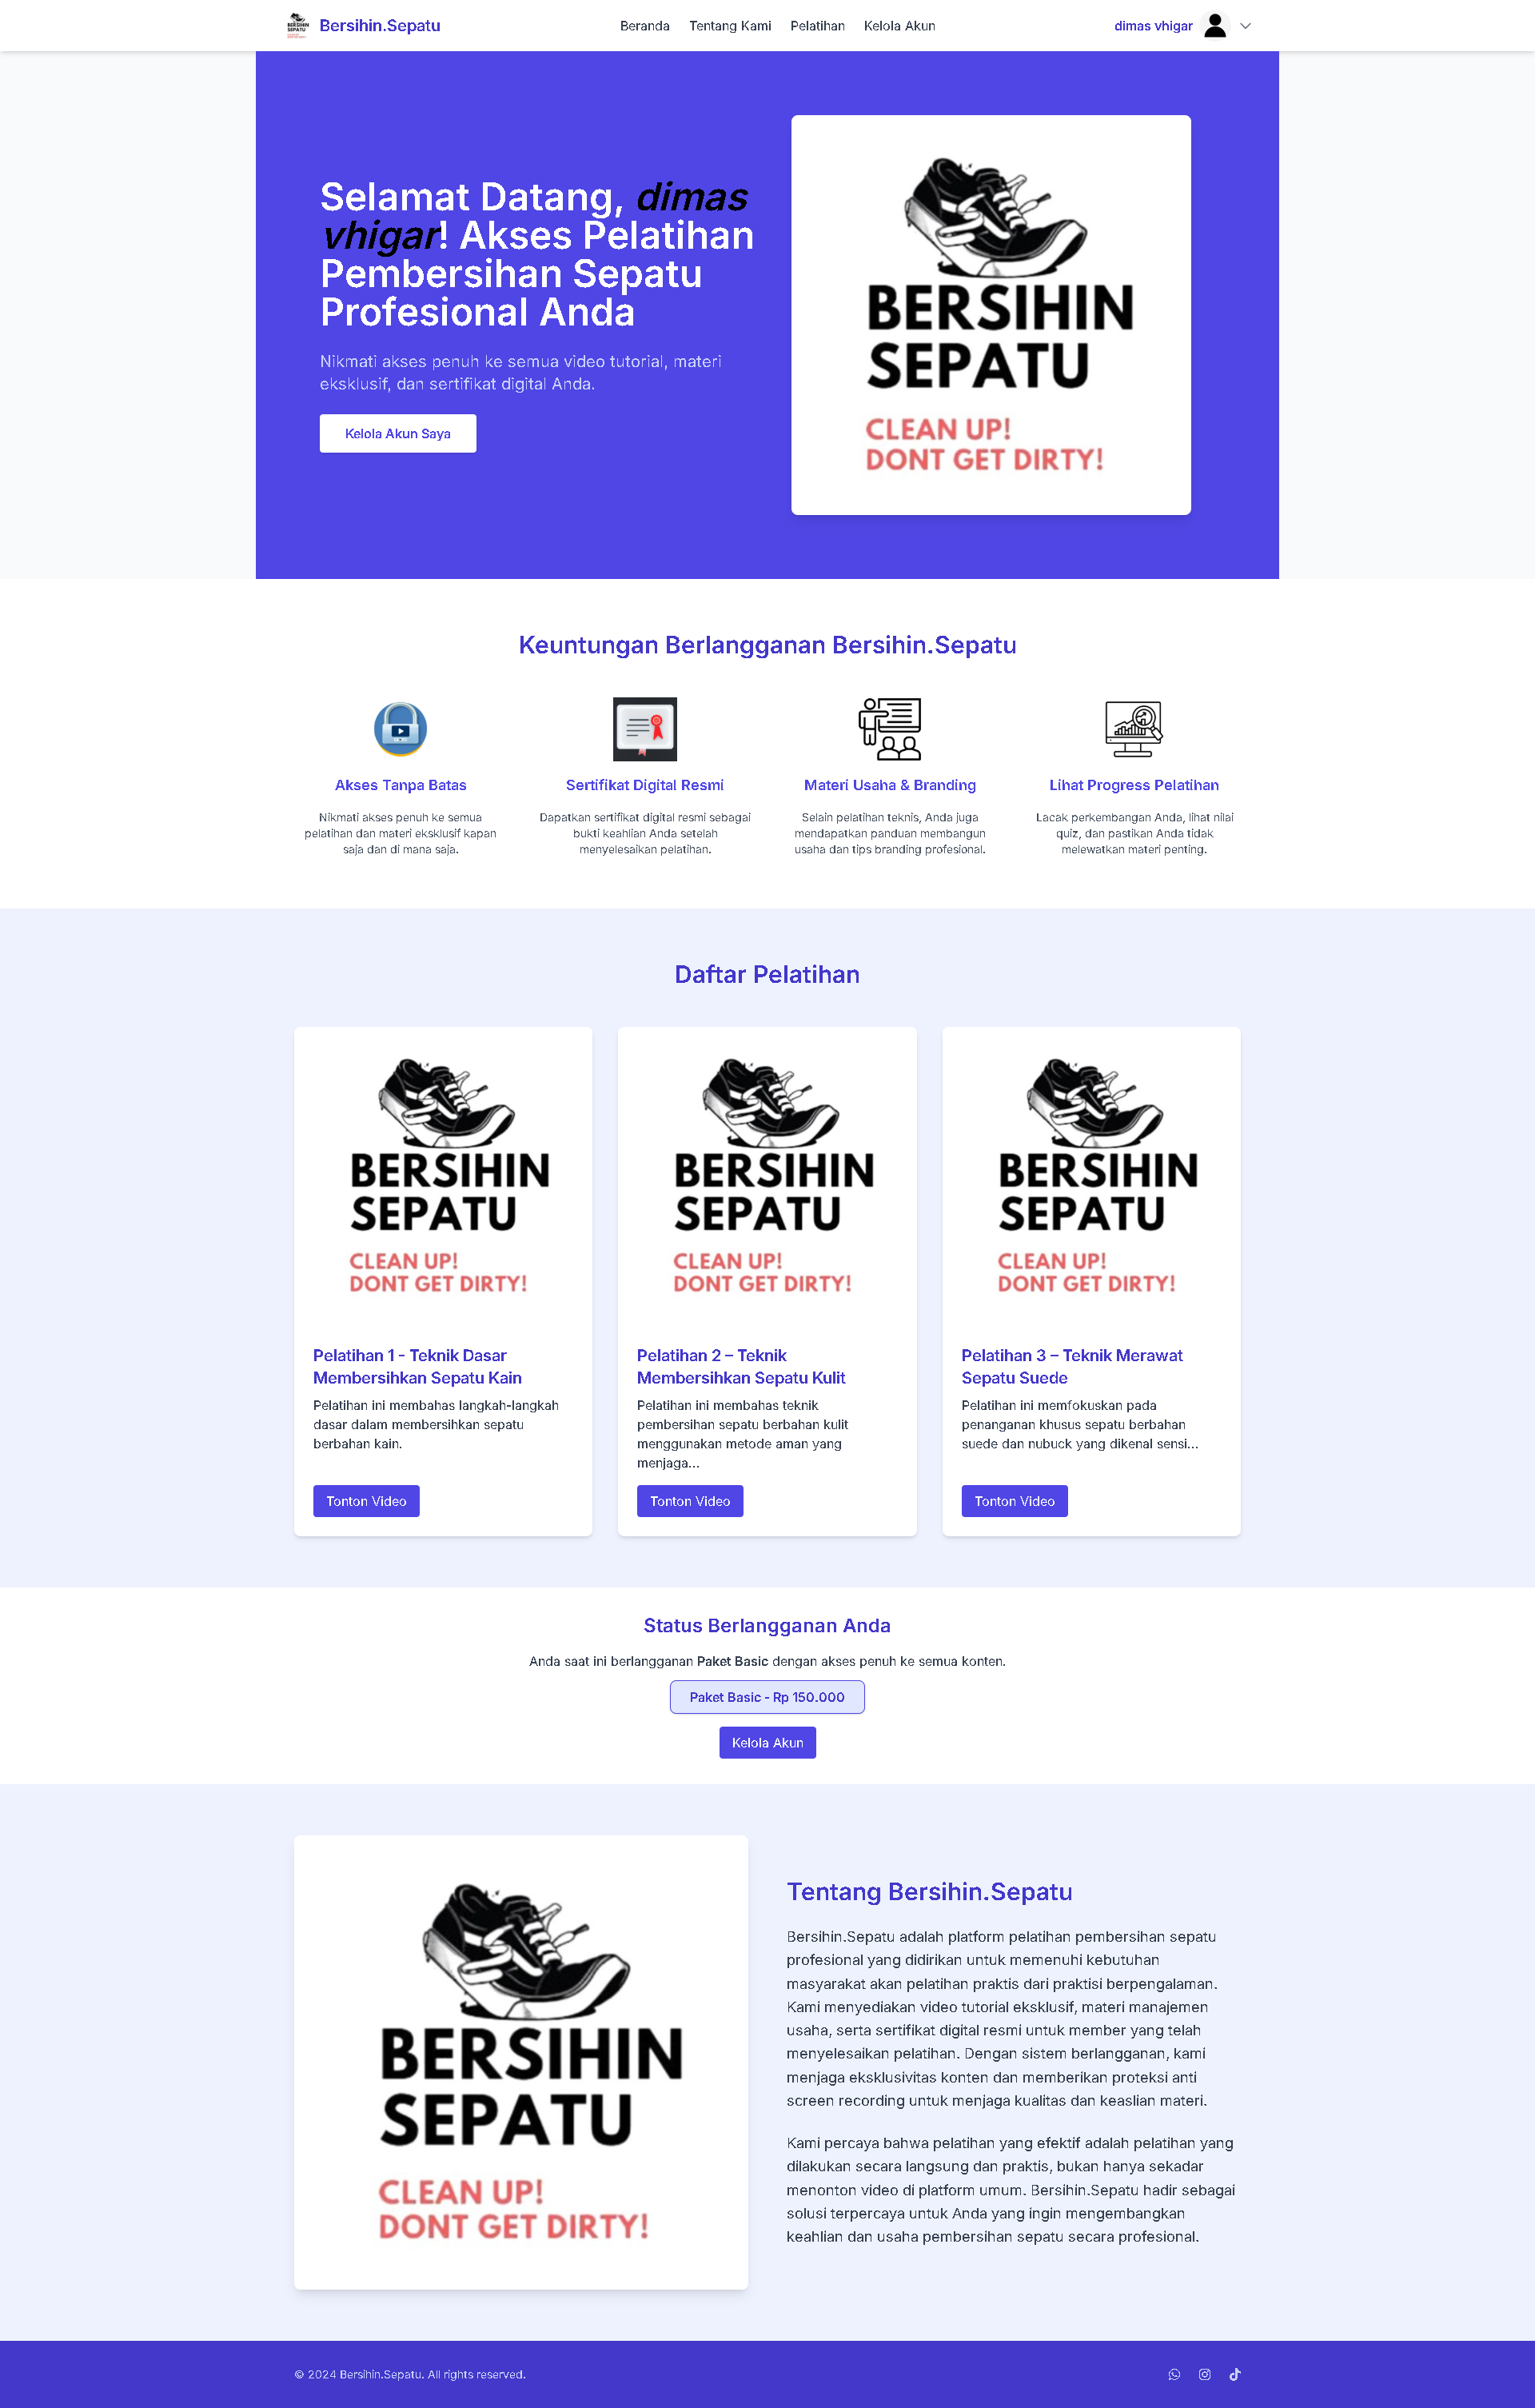 BERSIHIN
SEPATU
Bersihin.Sepatu
Beranda Tentang Kami Pelatihan Kelola Akun
dimas vhigar
Selamat Datang, dimas
vhigar! Akses Pelatihan
Pembersihan Sepatu
Profesional Anda
Nikmati akses penuh ke semua video tutorial, materi
eksklusif, dan sertifikat digital Anda.
Kelola Akun Saya
BERSIHIN
SEPATU
CLEAN UP!
DONT GET DIRTY!
Keuntungan Berlangganan Bersihin.Sepatu
Akses Tanpa Batas
Nikmati akses penuh ke semua
pelatihan dan materi eksklusif kapan
saja dan di mana saja.
Sertifikat Digital Resmi
Dapatkan sertifikat digital resmi sebagai
bukti keahlian Anda setelah
menyelesaikan pelatihan.
Materi Usaha & Branding
Selain pelatihan teknis, Anda juga
mendapatkan panduan membangun
usaha dan tips branding profesional.
Lihat Progress Pelatihan
Lacak perkembangan Anda, lihat nilai
quiz, dan pastikan Anda tidak
melewatkan materi penting.
Daftar Pelatihan
BERSIHIN
SEPATU
CLEAN UP!
DONT GET DIRTY!
Pelatihan 1 - Teknik Dasar
Membersihkan Sepatu Kain
Pelatihan ini membahas langkah-langkah
dasar dalam membersihkan sepatu
berbahan kain.
Tonton Video
BERSIHIN
SEPATU
CLEAN UP!
DONT GET DIRTY!
Pelatihan 2 – Teknik
Membersihkan Sepatu Kulit
Pelatihan ini membahas teknik
pembersihan sepatu berbahan kulit
menggunakan metode aman yang
menjaga...
Tonton Video
BERSIHIN
SEPATU
CLEAN UP!
DONT GET DIRTY!
Pelatihan 3 – Teknik Merawat
Sepatu Suede
Pelatihan ini memfokuskan pada
penanganan khusus sepatu berbahan
suede dan nubuck yang dikenal sensi...
Tonton Video
Status Berlangganan Anda
Anda saat ini berlangganan Paket Basic dengan akses penuh ke semua konten.
Paket Basic - Rp 150.000
Kelola Akun
BERSIHIN
SEPATU
CLEAN UP!
DONT GET DIRTY!
Tentang Bersihin.Sepatu
Bersihin.Sepatu adalah platform pelatihan pembersihan sepatu
profesional yang didirikan untuk memenuhi kebutuhan
masyarakat akan pelatihan praktis dari praktisi berpengalaman.
Kami menyediakan video tutorial eksklusif, materi manajemen
usaha, serta sertifikat digital resmi untuk member yang telah
menyelesaikan pelatihan. Dengan sistem berlangganan, kami
menjaga eksklusivitas konten dan memberikan proteksi anti
screen recording untuk menjaga kualitas dan keaslian materi.
Kami percaya bahwa pelatihan yang efektif adalah pelatihan yang
dilakukan secara langsung dan praktis, bukan hanya sekadar
menonton video di platform umum. Bersihin.Sepatu hadir sebagai
solusi terpercaya untuk Anda yang ingin mengembangkan
keahlian dan usaha pembersihan sepatu secara profesional.
© 2024 Bersihin.Sepatu. All rights reserved.